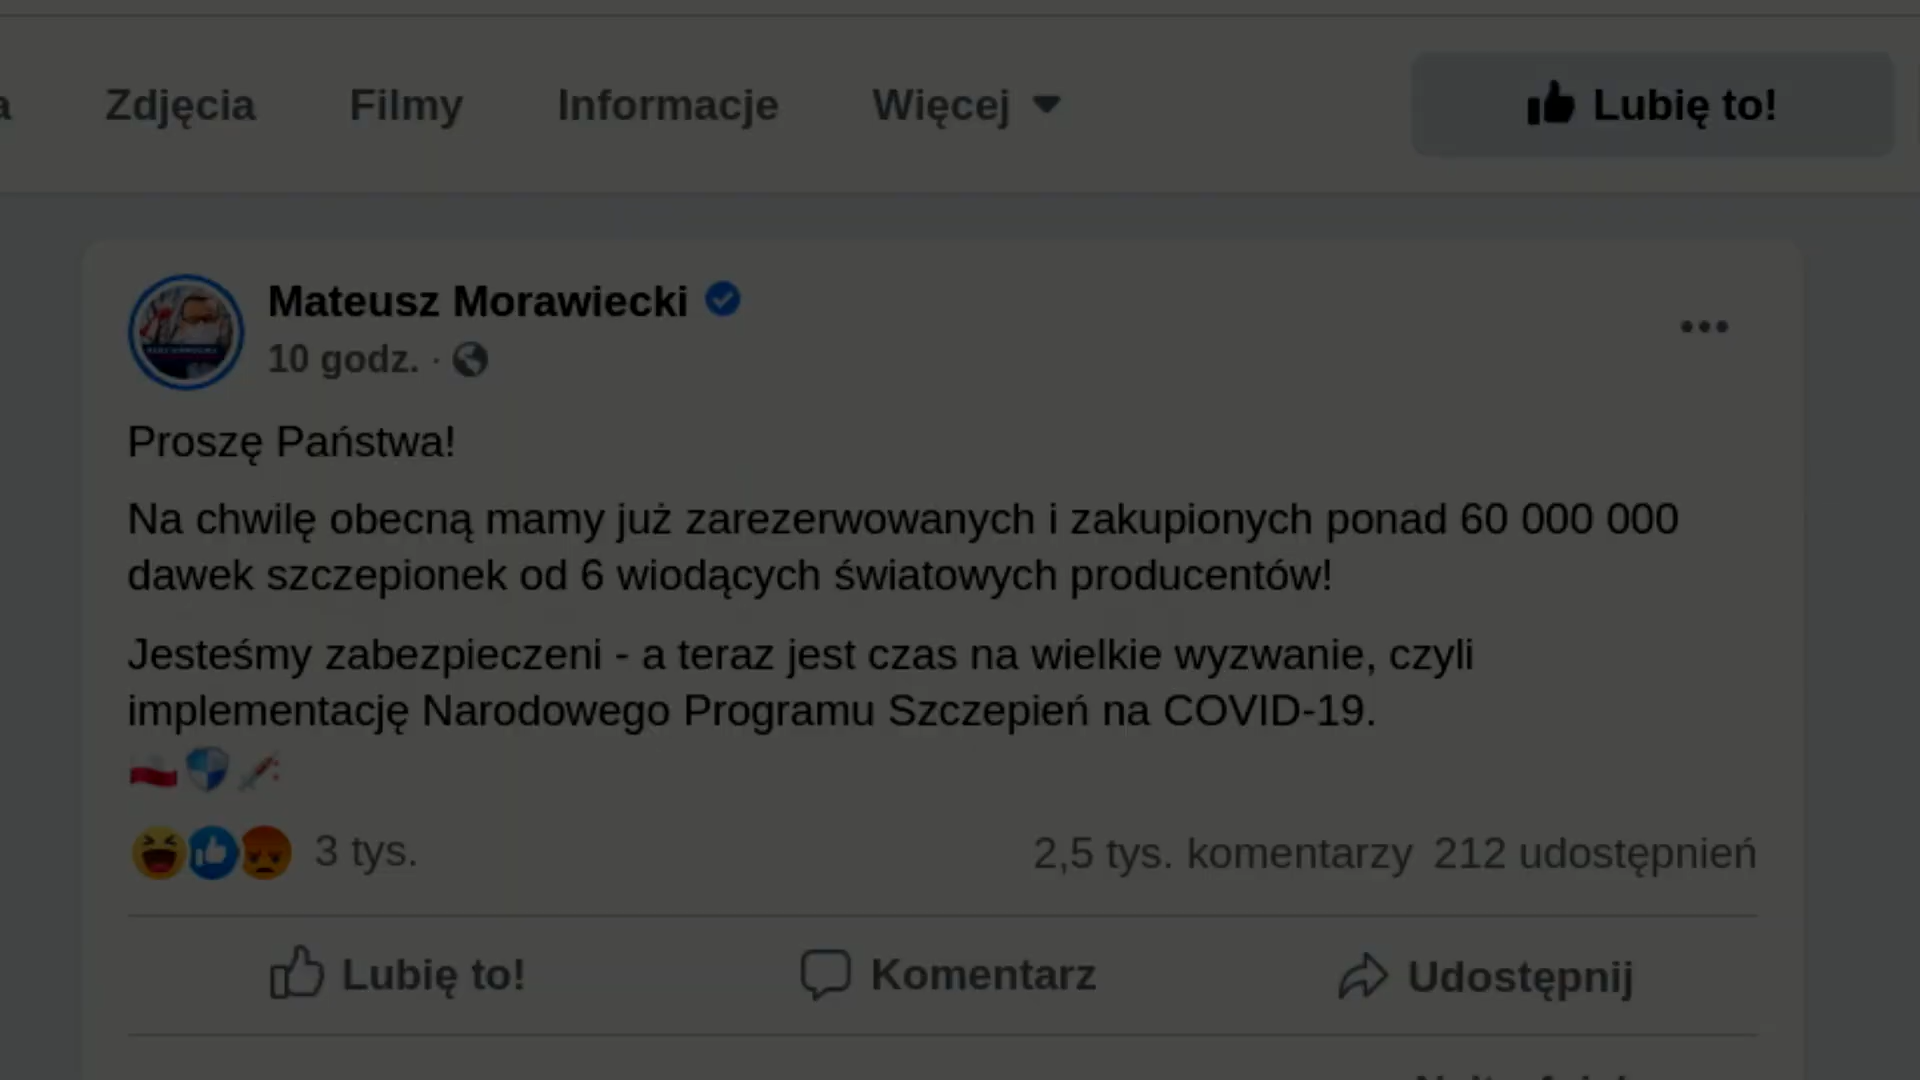 a Zdjęcia Filmy Informacje Więcej Lubię to!
Mateusz Morawiecki
10 godz. ·
Proszę Państwa!
Na chwilę obecną mamy już zarezerwowanych i zakupionych ponad 60 000 000
dawek szczepionek od 6 wiodących światowych producentów!
Jesteśmy zabezpieczeni - a teraz jest czas na wielkie wyzwanie, czyli
implementację Narodowego Programu Szczepień na COVID-19.
3 tys. 2,5 tys. komentarzy 212 udostępnień
Lubię to! Komentarz Udostępnij